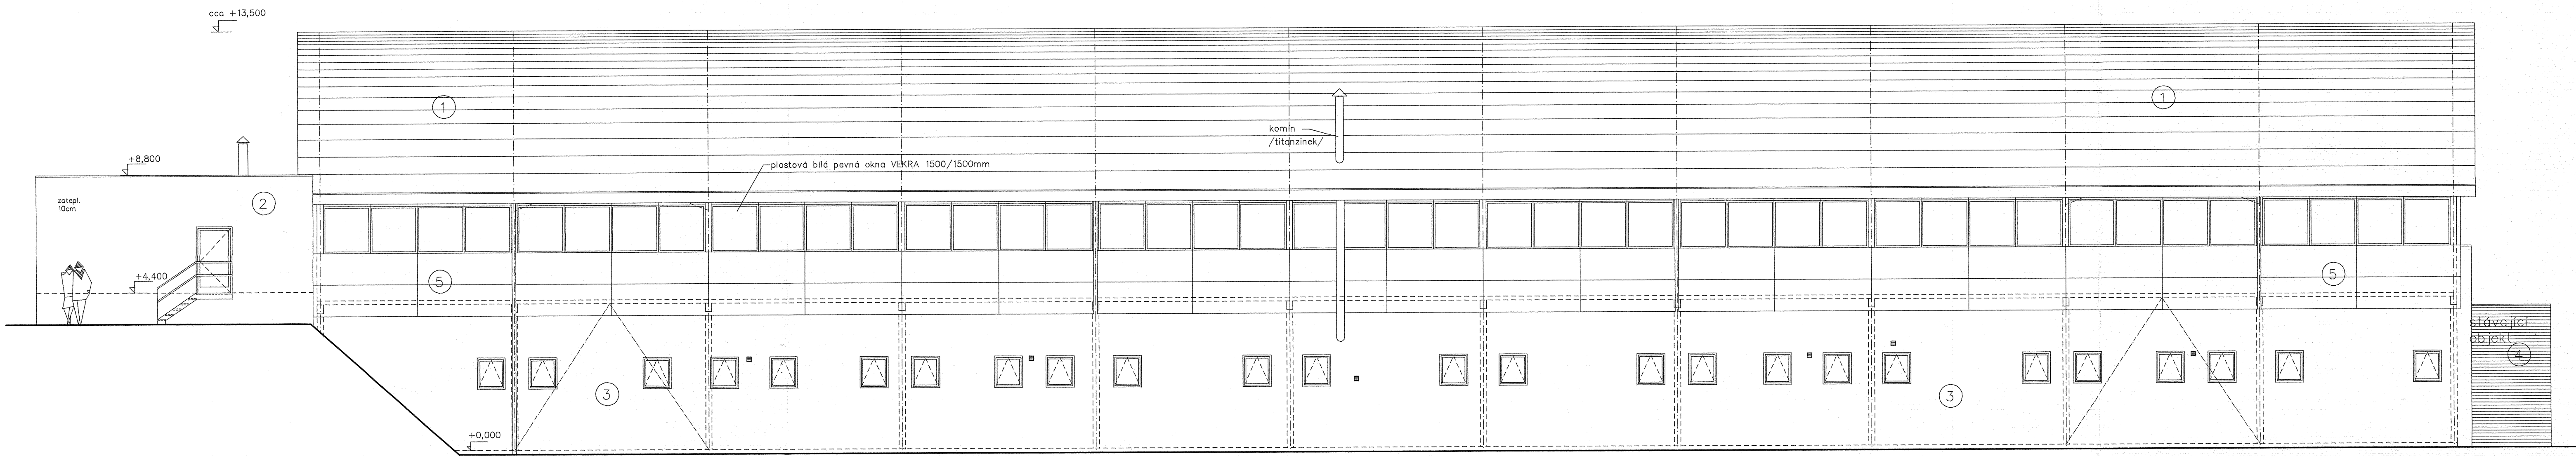 cca +13,500
1
1
komín
/titanzinek/
+8,800
plastová bílá pevná okna VEKRA 1500/1500mm
zatepl.
10cm
2
+4,400
5
5
stávající
objekt
4
3
3
+0,000